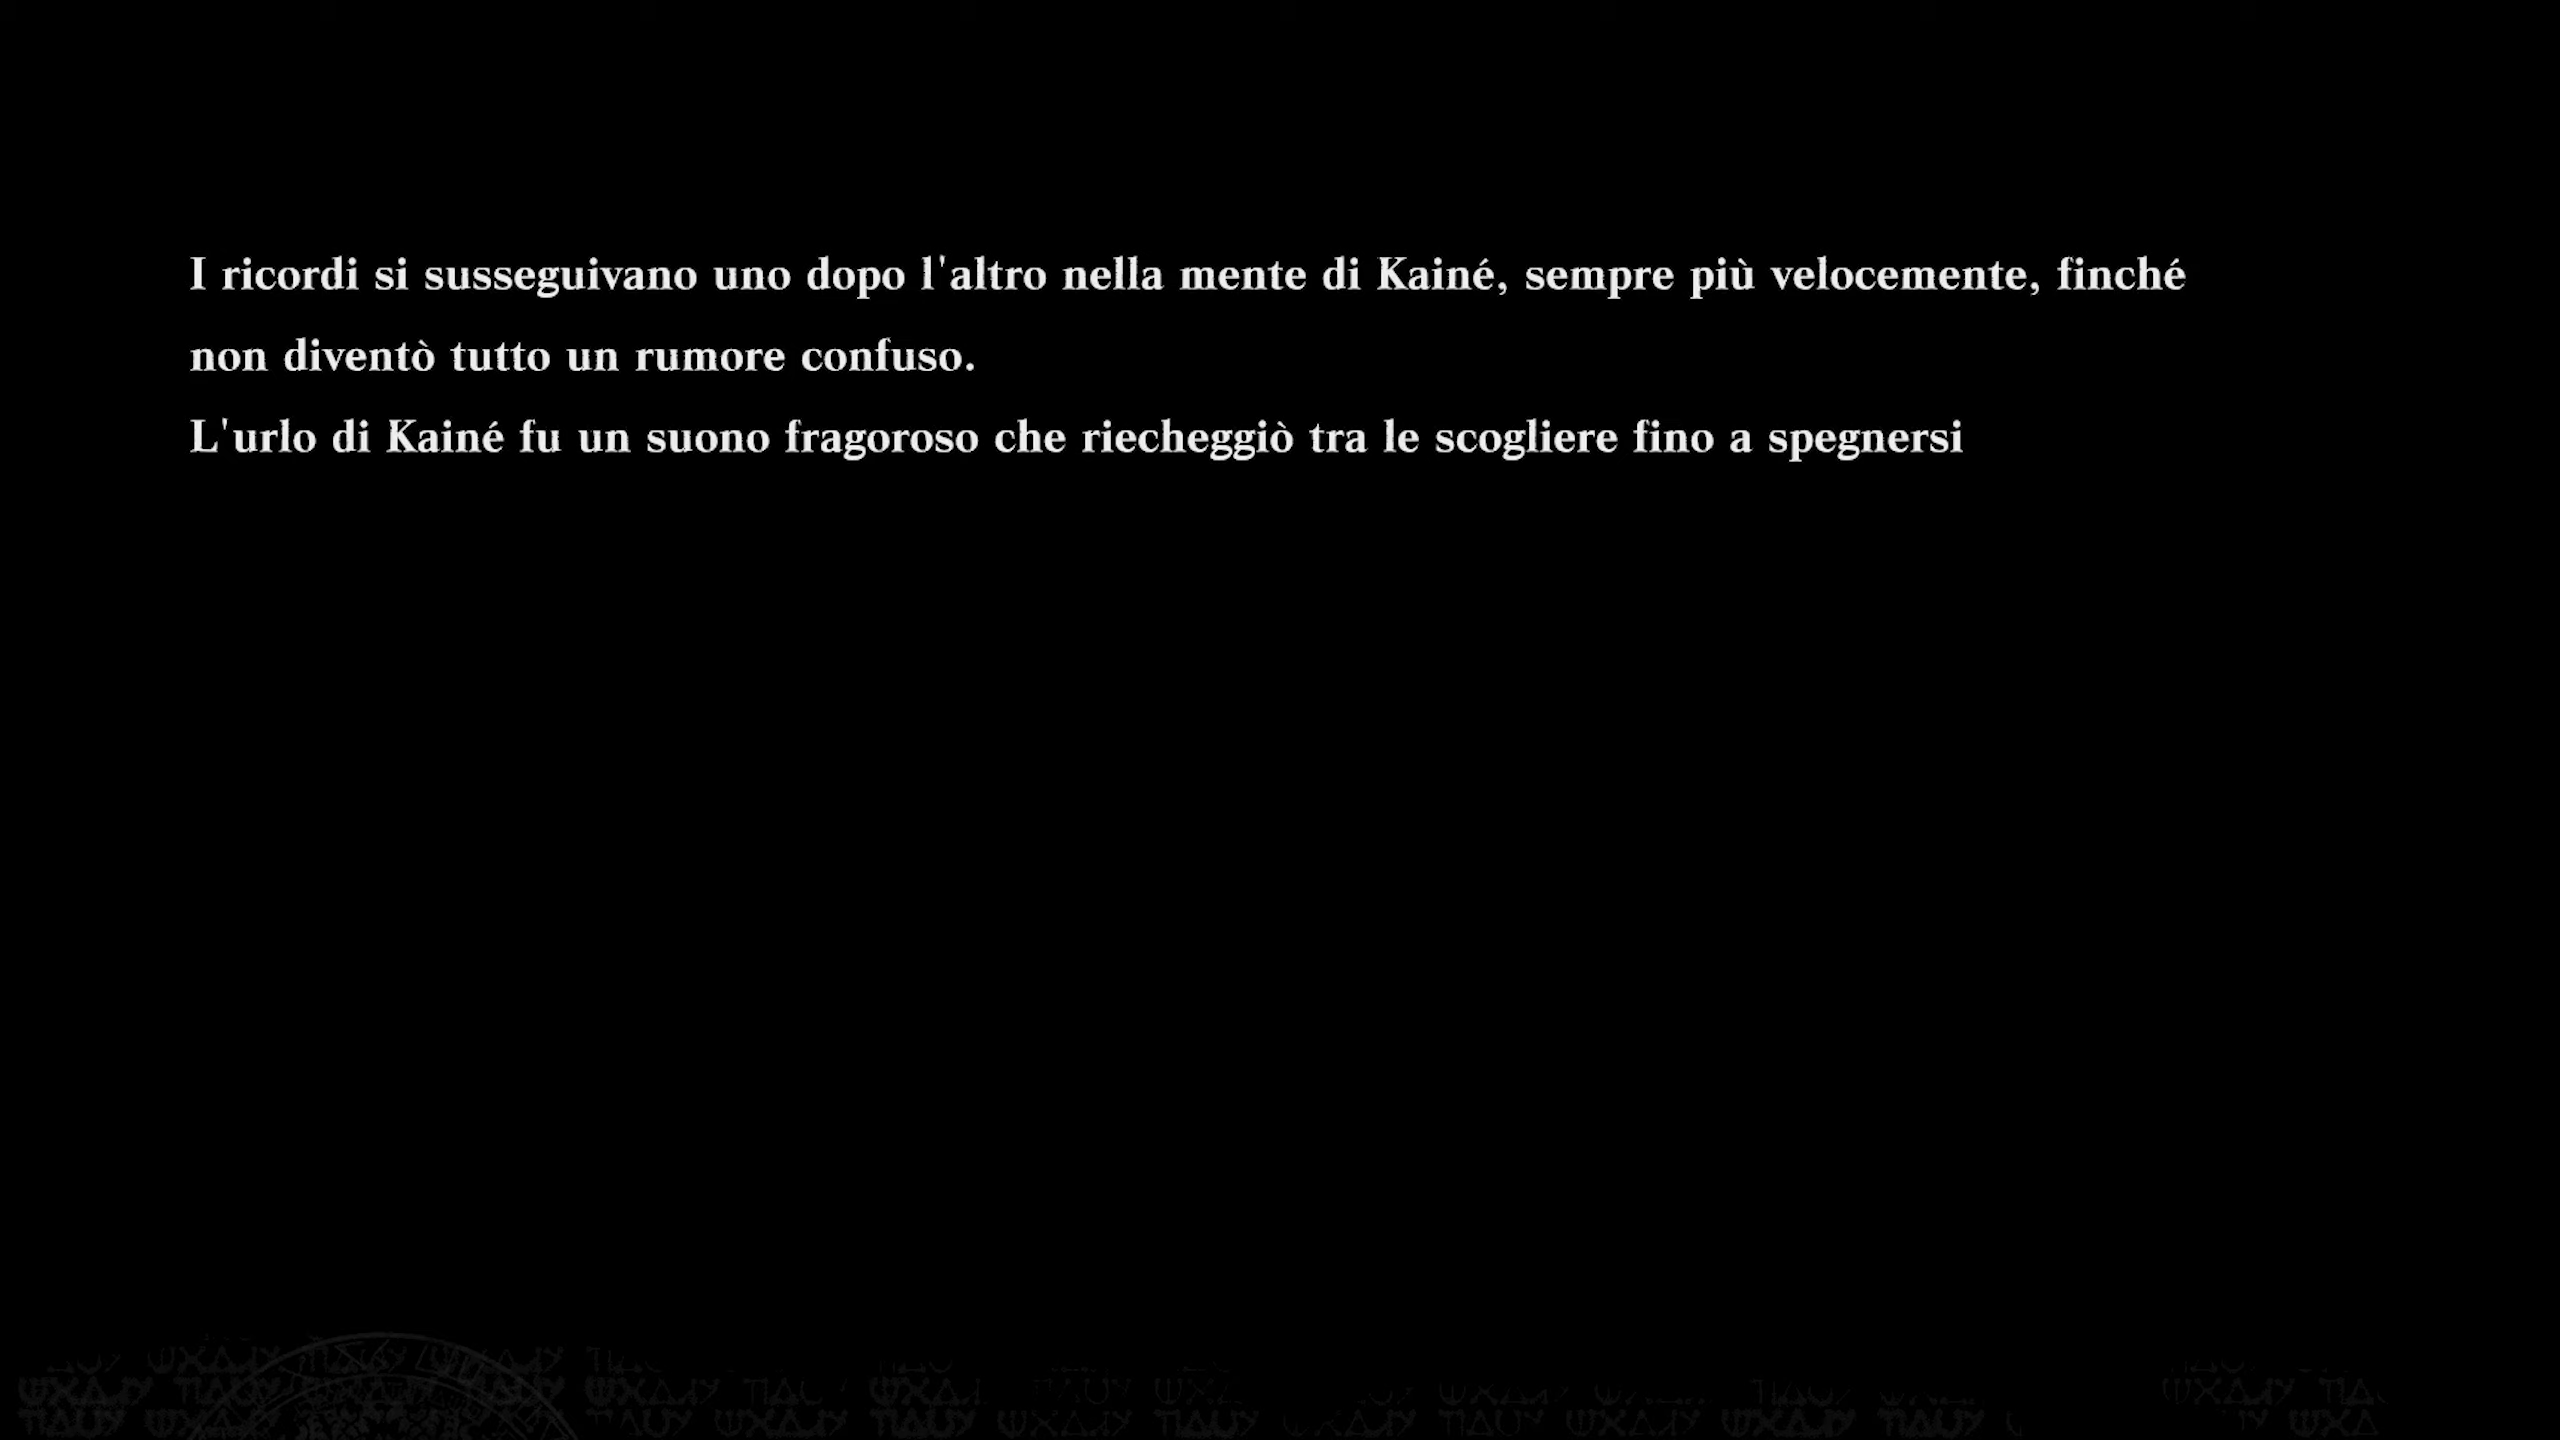 I ricordi si susseguivano uno dopo l'altro nella mente di Kainé, sempre più velocemente, finché
non diventò tutto un rumore confuso.
L'urlo di Kainé fu un suono fragoroso che riecheggiò tra le scogliere fino a spegnersi